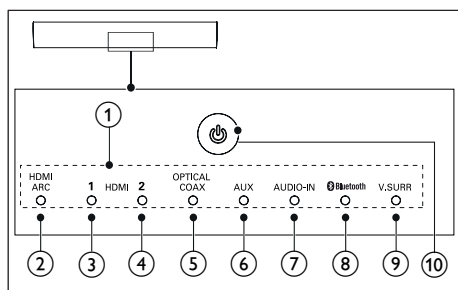 1
HDMI ARC
1 HDMI 2
OPTICAL COAX
AUX
AUDIO-IN
Bluetooth
V.SURR
2
3
4
5
6
7
8
9
10